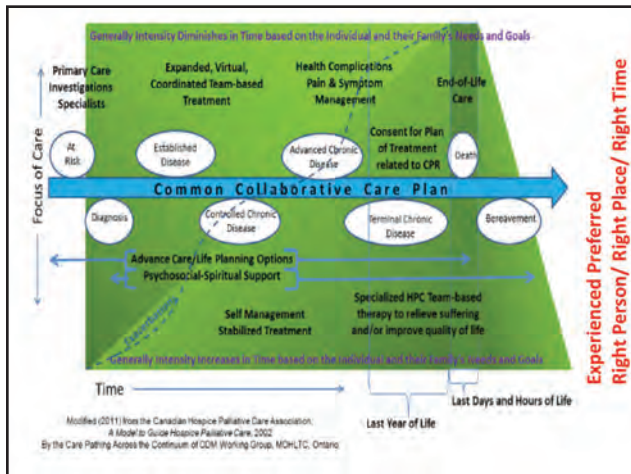 Generally Intensity Diminishes in Time based on the Individual and their Family's Needs and Goals
Primary Care
Investigations
Specialists
Expanded, Virtual,
Coordinated Team-based
Treatment
Health Complications
Pain & Symptom
Management
End-of-Life
Care
Consent for Plan
of Treatment
related to CPR
At
Risk
Established
Disease
Advanced Chronic
Disease
Death
Focus of Care
Common Collaborative Care Plan
Diagnosis
Controlled Chronic
Disease
Terminal Chronic
Disease
Bereavement
Advance Care/Life Planning Options
Psychosocial-Spiritual Support
Self Management
Stabilized Treatment
Specialized HPC Team-based
therapy to relieve suffering
and/or improve quality of life
Generally Intensity Increases in Time based on the Individual and their Family's Needs and Goals
Time
Last Year of Life
Last Days and Hours of Life
Modified (2011) from the Canadian Hospice Palliative Care Association,
A Model to Guide Hospice Palliative Care, 2002
By the Care Pathing Across the Continuum of CDM Working Group, MOHLTC, Ontario
Experienced Preferred
Right Person/ Right Place/ Right Time